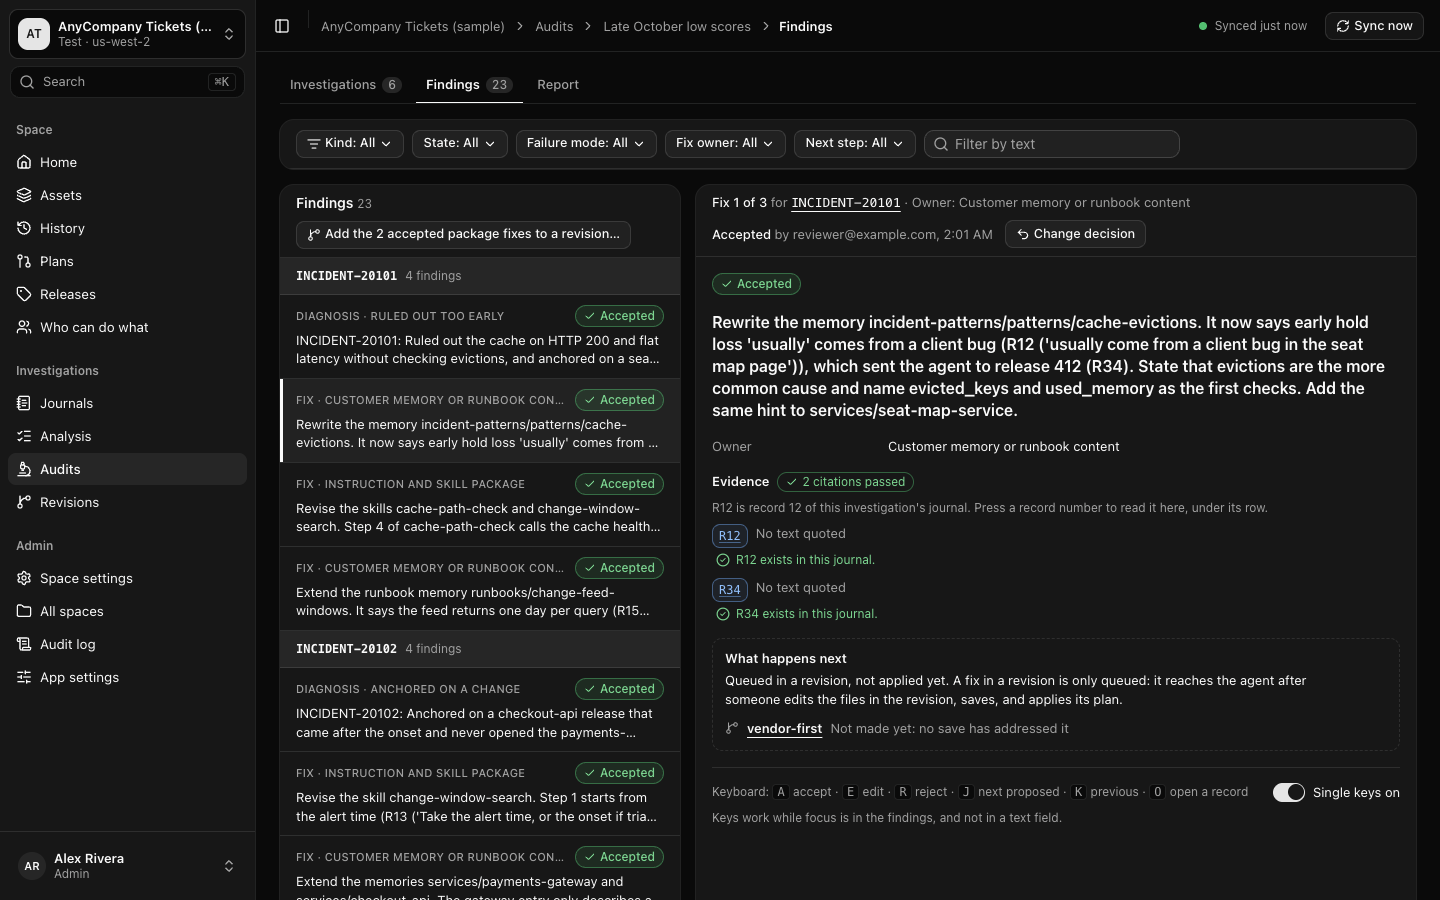 AT
AnyCompany Tickets (...
Test · us-west-2
Search
⌘K
Space
Home
Assets
History
Plans
Releases
Who can do what
Investigations
Journals
Analysis
Audits
Revisions
Admin
Space settings
All spaces
Audit log
App settings
AR
Alex Rivera
Admin
AnyCompany Tickets (sample)
Audits
Late October low scores
Findings
Synced just now
Sync now
Investigations 6
Findings 23
Report
Kind: All
State: All
Failure mode: All
Fix owner: All
Next step: All
Filter by text
Findings 23
Add the 2 accepted package fixes to a revision...
INCIDENT-20101 4 findings
DIAGNOSIS · RULED OUT TOO EARLY
Accepted
INCIDENT-20101: Ruled out the cache on HTTP 200 and flat
latency without checking evictions, and anchored on a sea...
FIX · CUSTOMER MEMORY OR RUNBOOK CON...
Accepted
Rewrite the memory incident-patterns/patterns/cache-
evictions. It now says early hold loss 'usually' comes from ...
FIX · INSTRUCTION AND SKILL PACKAGE
Accepted
Revise the skills cache-path-check and change-window-
search. Step 4 of cache-path-check calls the cache health...
FIX · CUSTOMER MEMORY OR RUNBOOK CON...
Accepted
Extend the runbook memory runbooks/change-feed-
windows. It says the feed returns one day per query (R15...
INCIDENT-20102 4 findings
DIAGNOSIS · ANCHORED ON A CHANGE
Accepted
INCIDENT-20102: Anchored on a checkout-api release that
came after the onset and never opened the payments-...
FIX · INSTRUCTION AND SKILL PACKAGE
Accepted
Revise the skill change-window-search. Step 1 starts from
the alert time (R13 ('Take the alert time, or the onset if tria...
FIX · CUSTOMER MEMORY OR RUNBOOK CON...
Accepted
Extend the memories services/payments-gateway and
services/checkout-api. The gateway entry only describes a
Fix 1 of 3 for INCIDENT-20101 · Owner: Customer memory or runbook content
Accepted by reviewer@example.com, 2:01 AM
Change decision
Accepted
Rewrite the memory incident-patterns/patterns/cache-evictions. It now says early hold
loss 'usually' comes from a client bug (R12 ('usually come from a client bug in the seat
map page')), which sent the agent to release 412 (R34). State that evictions are the more
common cause and name evicted_keys and used_memory as the first checks. Add the
same hint to services/seat-map-service.
Owner
Customer memory or runbook content
Evidence
2 citations passed
R12 is record 12 of this investigation's journal. Press a record number to read it here, under its row.
R12 No text quoted
R12 exists in this journal.
R34 No text quoted
R34 exists in this journal.
What happens next
Queued in a revision, not applied yet. A fix in a revision is only queued: it reaches the agent after
someone edits the files in the revision, saves, and applies its plan.
vendor-first Not made yet: no save has addressed it
Keyboard: A accept · E edit · R reject · J next proposed · K previous · O open a record
Single keys on
Keys work while focus is in the findings, and not in a text field.